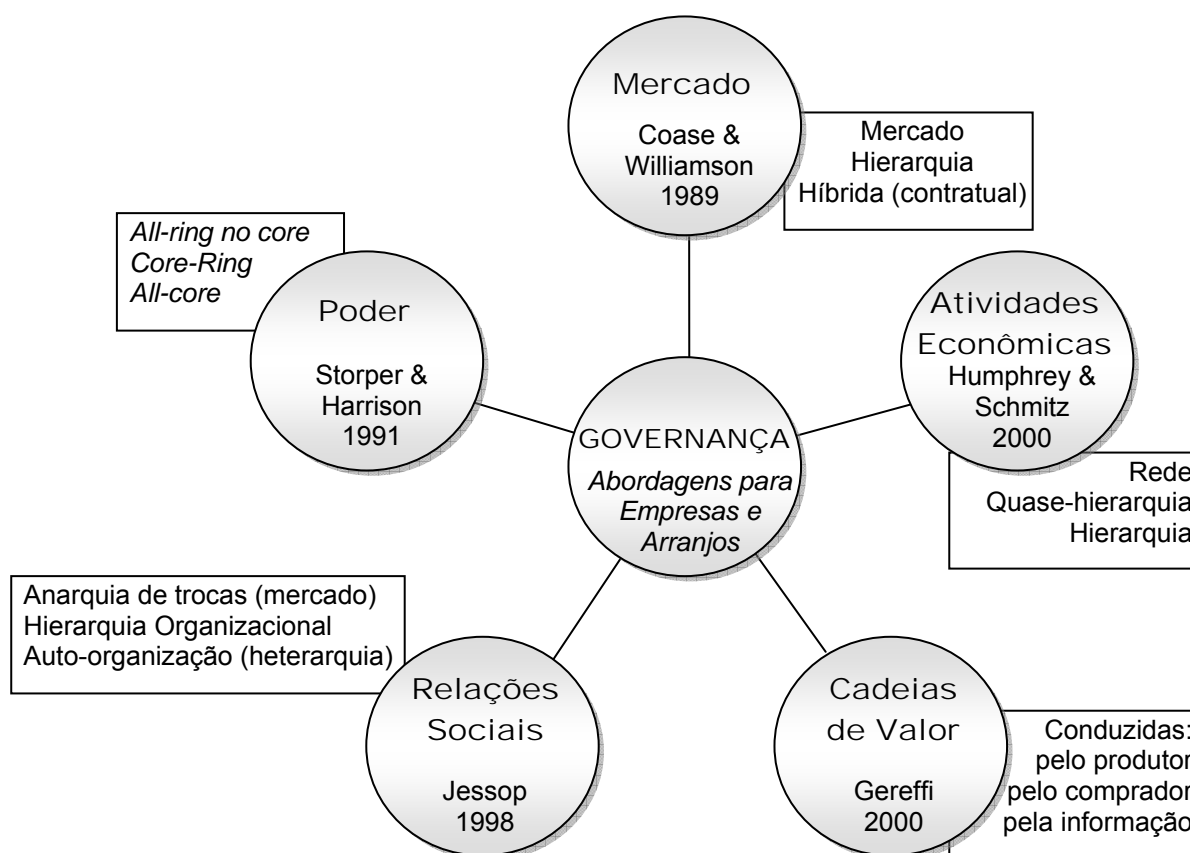 Mercado
Coase &
Williamson
1989
Mercado
Hierarquia
Híbrida (contratual)
All-ring no core
Core-Ring
All-core
Poder
Storper &
Harrison
1991
Atividades
Econômicas
Humphrey &
Schmitz
2000
Rede
Quase-hierarquia
Hierarquia
GOVERNANÇA
Abordagens para
Empresas e
Arranjos
Anarquia de trocas (mercado)
Hierarquia Organizacional
Auto-organização (heterarquia)
Relações
Sociais
Jessop
1998
Cadeias
de Valor
Gereffi
2000
Conduzidas:
pelo produtor
pelo comprador
pela informação